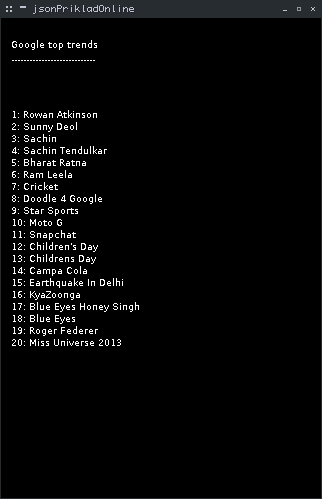 jsonPrikladOnline
Google top trends
----------------------------
1: Rowan Atkinson
2: Sunny Deol
3: Sachin
4: Sachin Tendulkar
5: Bharat Ratna
6: Ram Leela
7: Cricket
8: Doodle 4 Google
9: Star Sports
10: Moto G
11: Snapchat
12: Children's Day
13: Childrens Day
14: Campa Cola
15: Earthquake In Delhi
16: KyaZoonga
17: Blue Eyes Honey Singh
18: Blue Eyes
19: Roger Federer
20: Miss Universe 2013